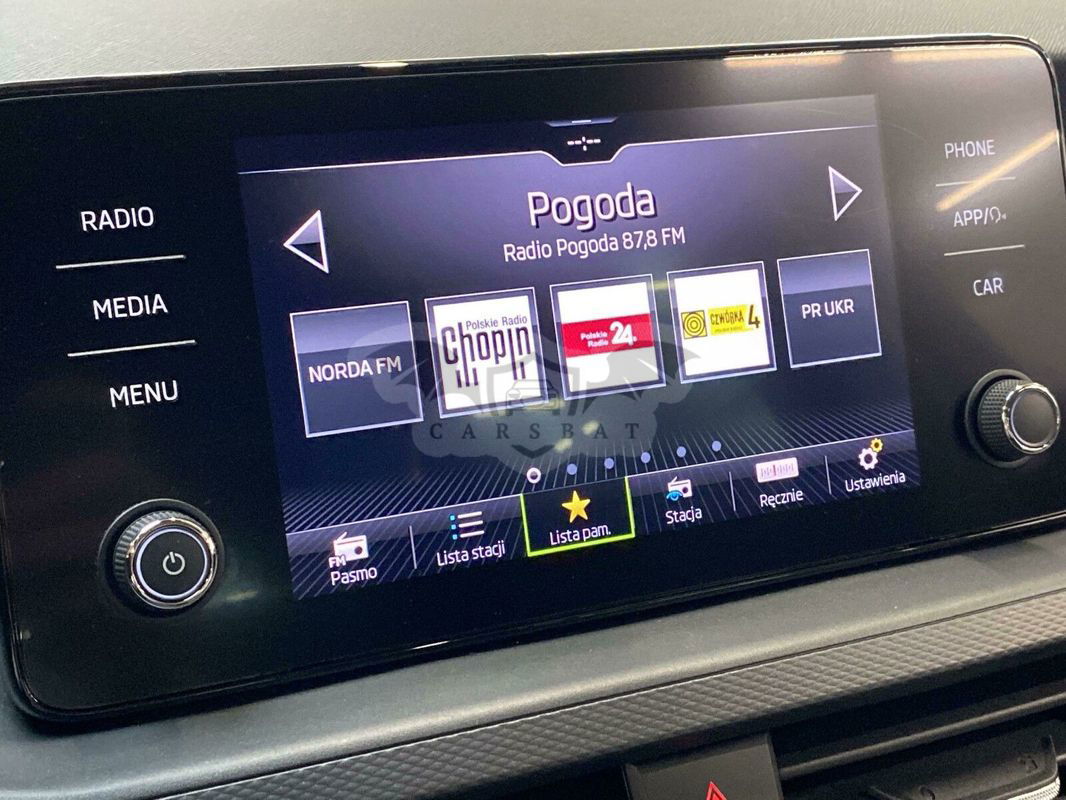 RADIO
MEDIA
MENU
--:--
Pogoda
Radio Pogoda 87,8 FM
NORDA FM
Polskie Radio
Chopin
Polskie
Radio 24
CZWÓRKA 4
PR UKR
CARSBAT
FM
Pasmo
Lista stacji
Lista pam.
Stacja
Ręcznie
Ustawienia
PHONE
APP/
CAR